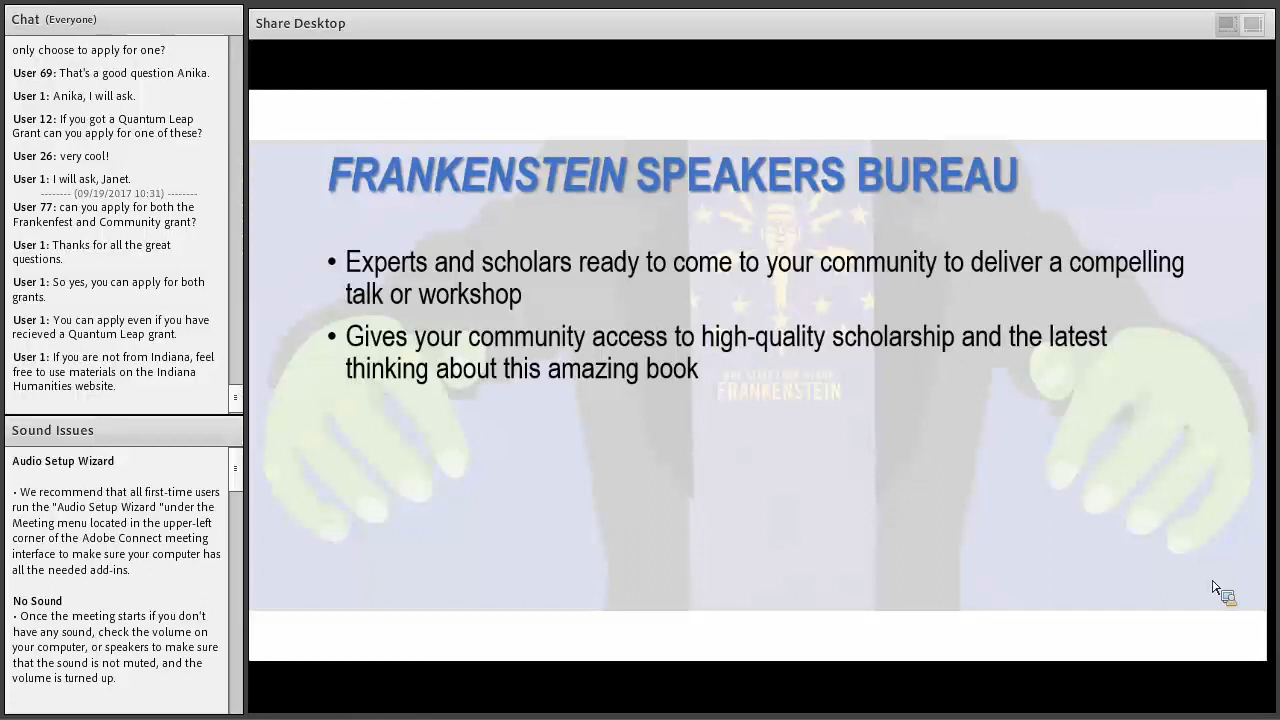 Chat (Everyone)
only choose to apply for one?
User 69: That's a good question Anika.
User 1: Anika, I will ask.
User 12: If you got a Quantum Leap
Grant can you apply for one of these?
User 26: very cool!
User 1: I will ask, Janet.
-------- (09/19/2017 10:31) --------
User 77: can you apply for both the
Frankenfest and Community grant?
User 1: Thanks for all the great
questions.
User 1: So yes, you can apply for both
grants.
User 1: You can apply even if you have
recieved a Quantum Leap grant.
User 1: If you are not from Indiana, feel
free to use materials on the Indiana
Humanities website.
Sound Issues
Audio Setup Wizard
• We recommend that all first-time users
run the "Audio Setup Wizard "under the
Meeting menu located in the upper-left
corner of the Adobe Connect meeting
interface to make sure your computer has
all the needed add-ins.
No Sound
• Once the meeting starts if you don't
have any sound, check the volume on
your computer, or speakers to make sure
that the sound is not muted, and the
volume is turned up.
Share Desktop
FRANKENSTEIN SPEAKERS BUREAU
• Experts and scholars ready to come to your community to deliver a compelling
talk or workshop
• Gives your community access to high-quality scholarship and the latest
thinking about this amazing book
FRANKENSTEIN